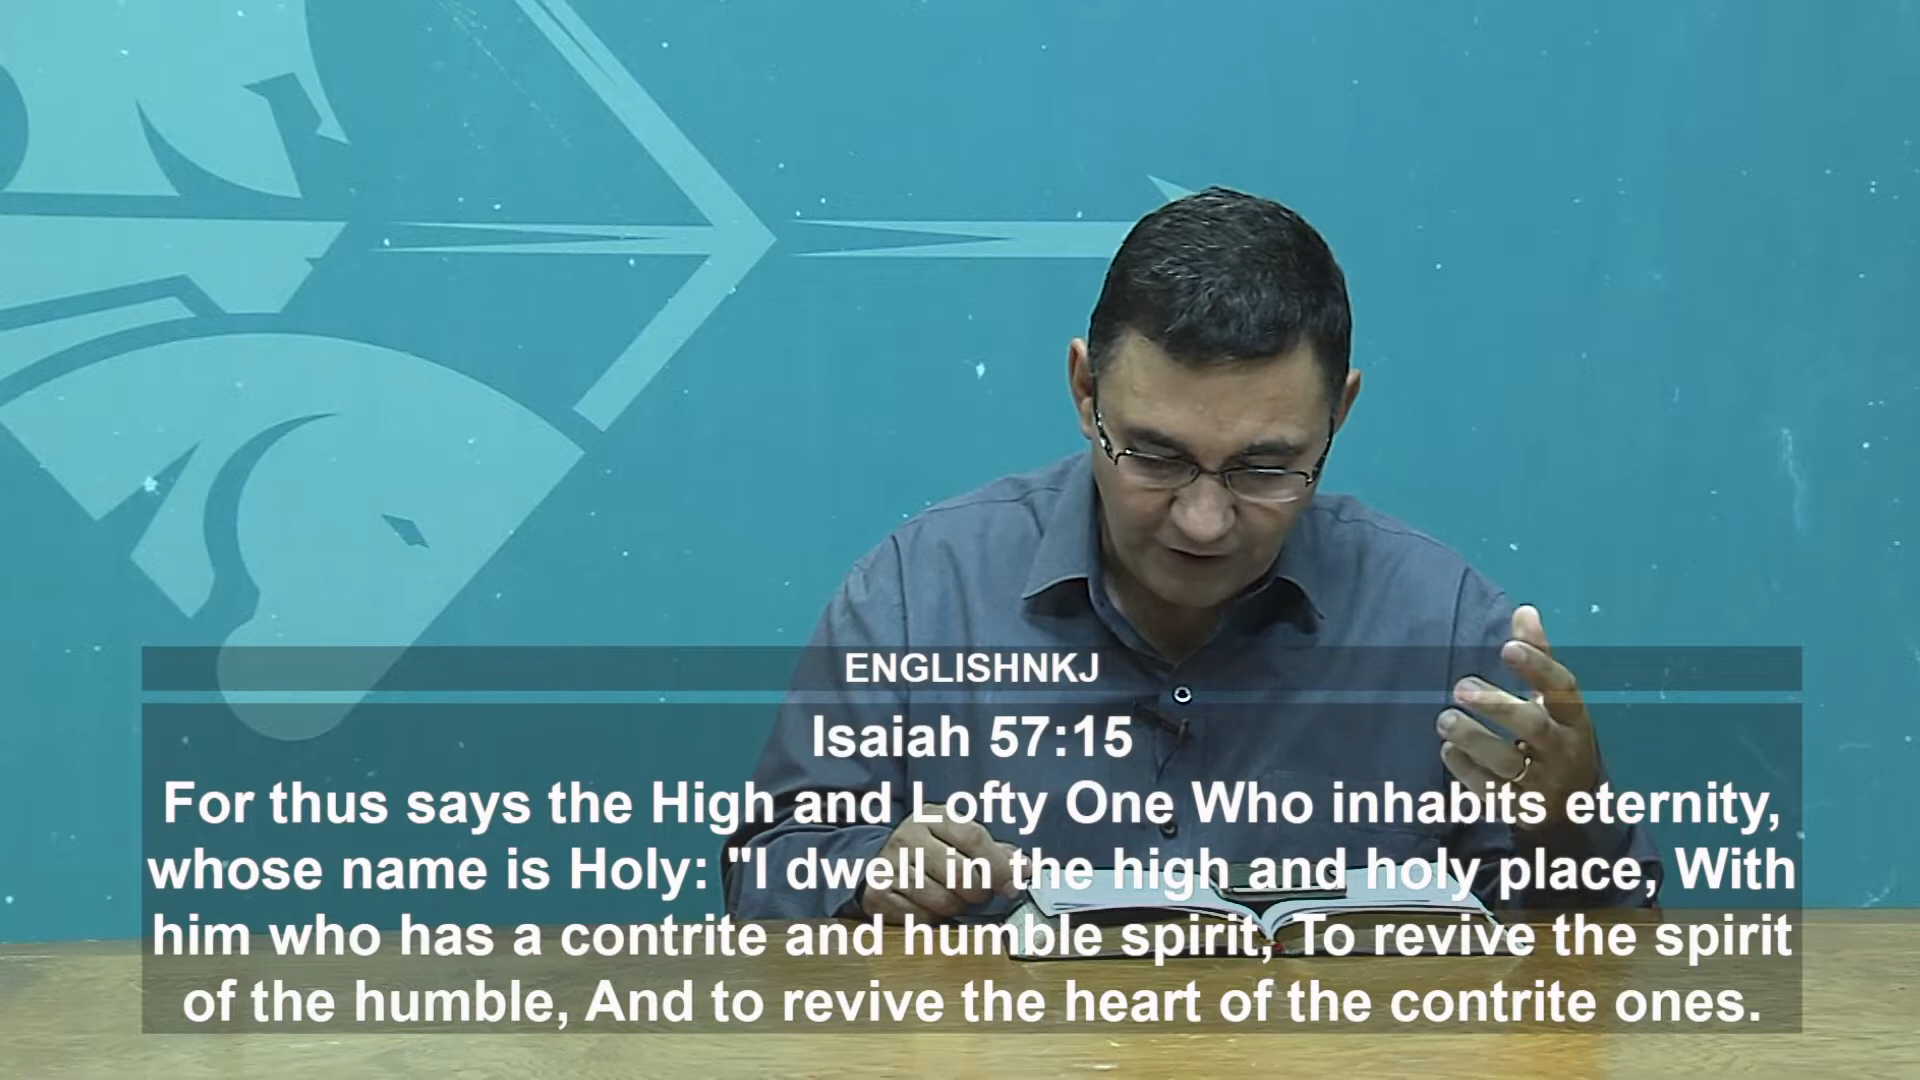 ENGLISHNKJ
Isaiah 57:15
For thus says the High and Lofty One Who inhabits eternity,
whose name is Holy: "I dwell in the high and holy place, With
him who has a contrite and humble spirit, To revive the spirit
of the humble, And to revive the heart of the contrite ones.